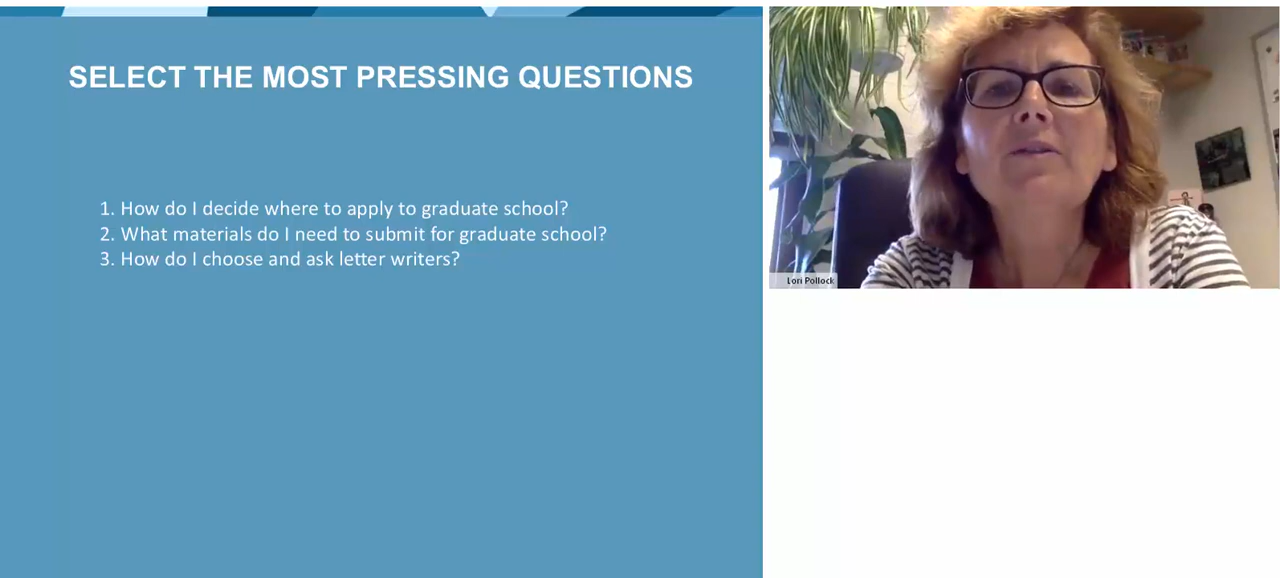 SELECT THE MOST PRESSING QUESTIONS
1. How do I decide where to apply to graduate school?
2. What materials do I need to submit for graduate school?
3. How do I choose and ask letter writers?
Lori Pollock